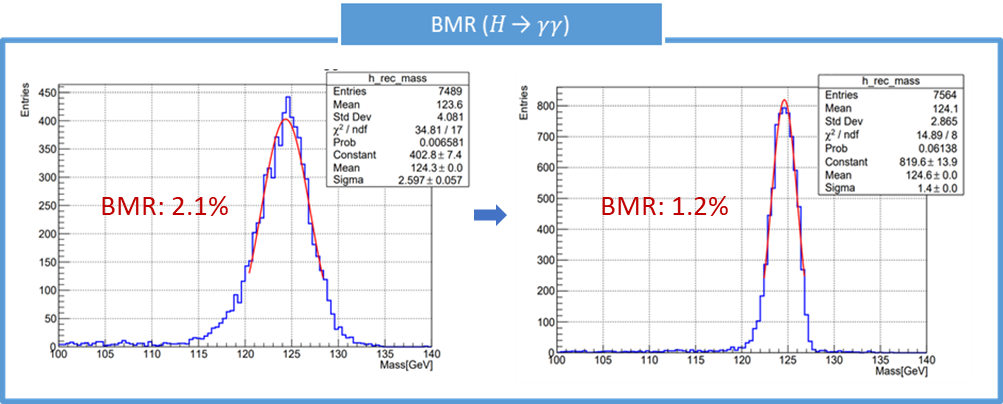 BMR (𝐻 → 𝛾𝛾)
h_rec_mass
Entries 7489
Mean 123.6
Std Dev 4.081
χ² / ndf 34.81 / 17
Prob 0.006581
Constant 402.8 ± 7.4
Mean 124.3 ± 0.0
Sigma 2.597 ± 0.057
Entries
450
400
350
300
250
200
150
100
50
0
BMR: 2.1%
100 105 110 115 120 125 130 135 140
Mass[GeV]
h_rec_mass
Entries 7564
Mean 124.1
Std Dev 2.865
χ² / ndf 14.89 / 8
Prob 0.06138
Constant 819.6 ± 13.9
Mean 124.6 ± 0.0
Sigma 1.4 ± 0.0
Entries
800
700
600
500
400
300
200
100
0
BMR: 1.2%
100 105 110 115 120 125 130 135 140
Mass[GeV]